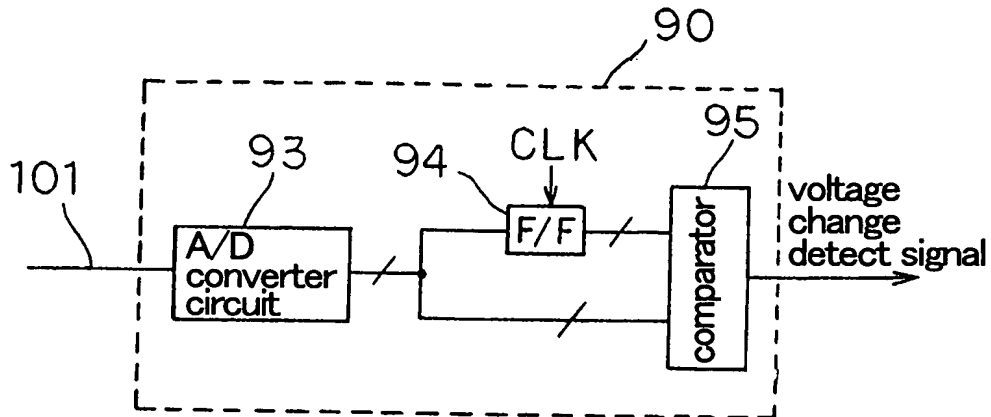 90
95
CLK
93
94
101
A/D
converter
circuit
F/F
comparator
voltage
change
detect signal